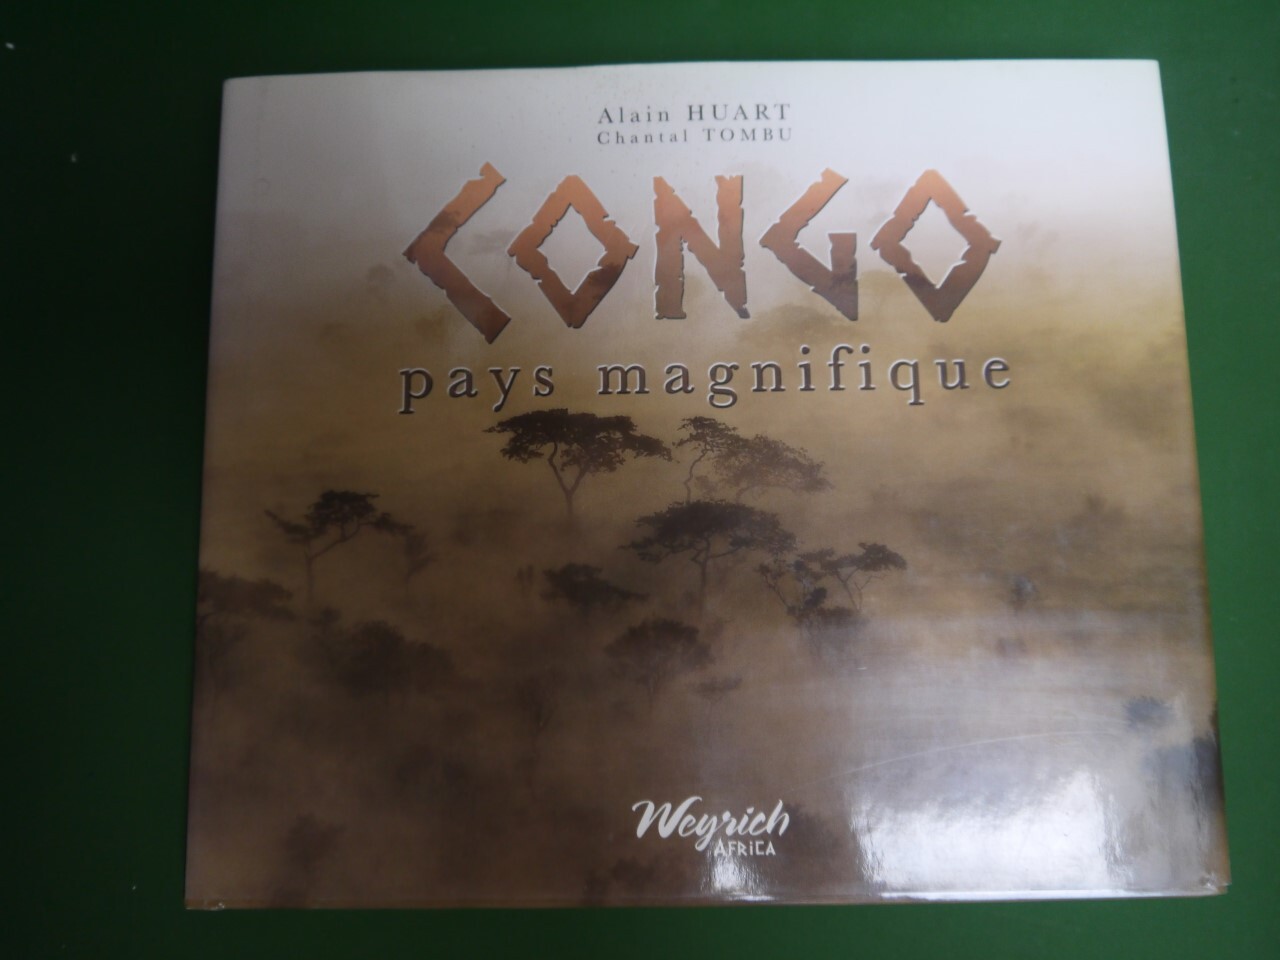 Alain HUART
Chantal TOMBU
CONGO
pays magnifique
Weyrich
AFRICA